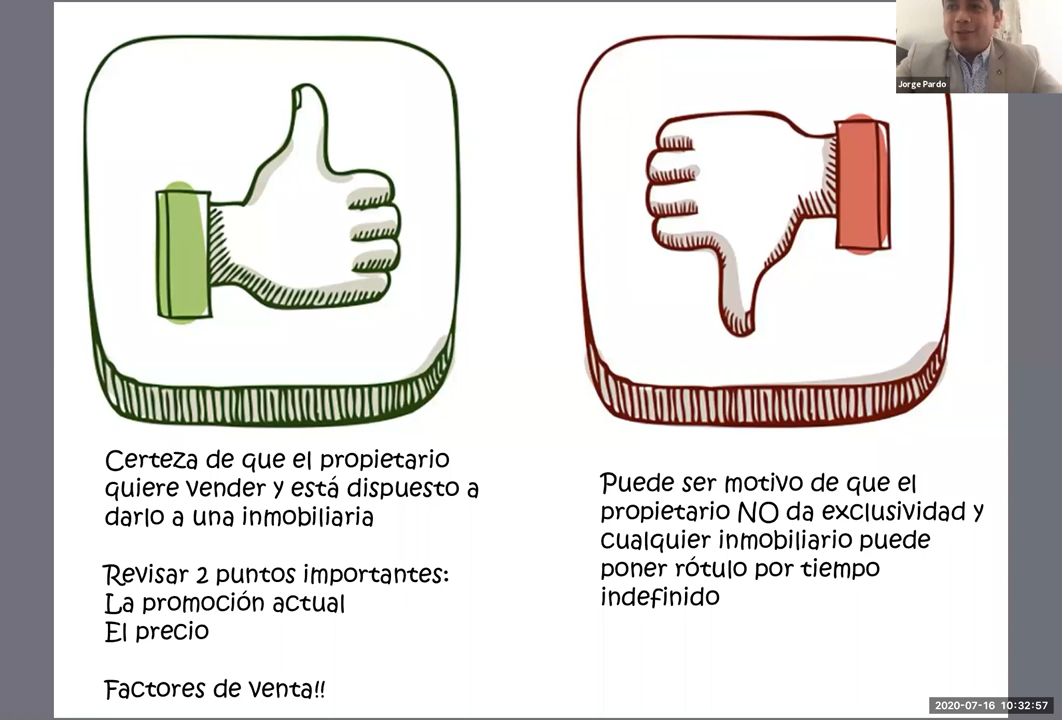 Jorge Pardo
Certeza de que el propietario
quiere vender y está dispuesto a
darlo a una inmobiliaria
Revisar 2 puntos importantes:
La promoción actual
El precio
Factores de venta!!
Puede ser motivo de que el
propietario NO da exclusividad y
cualquier inmobiliario puede
poner rótulo por tiempo
indefinido
2020-07-16 10:32:57